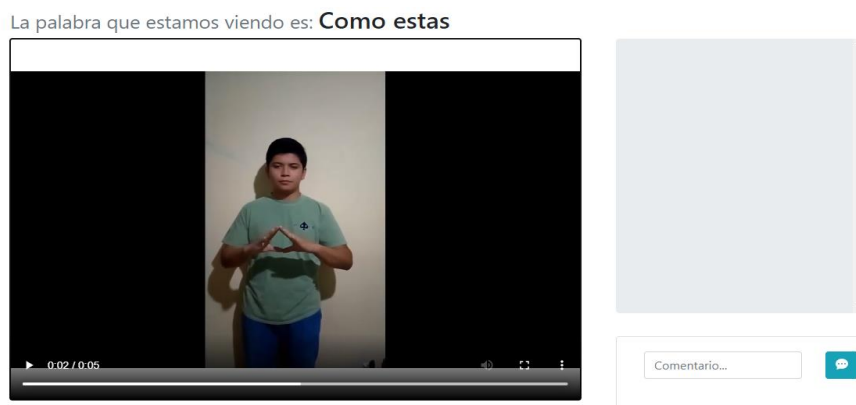 La palabra que estamos viendo es: Como estas
0:02 / 0:05
Comentario...